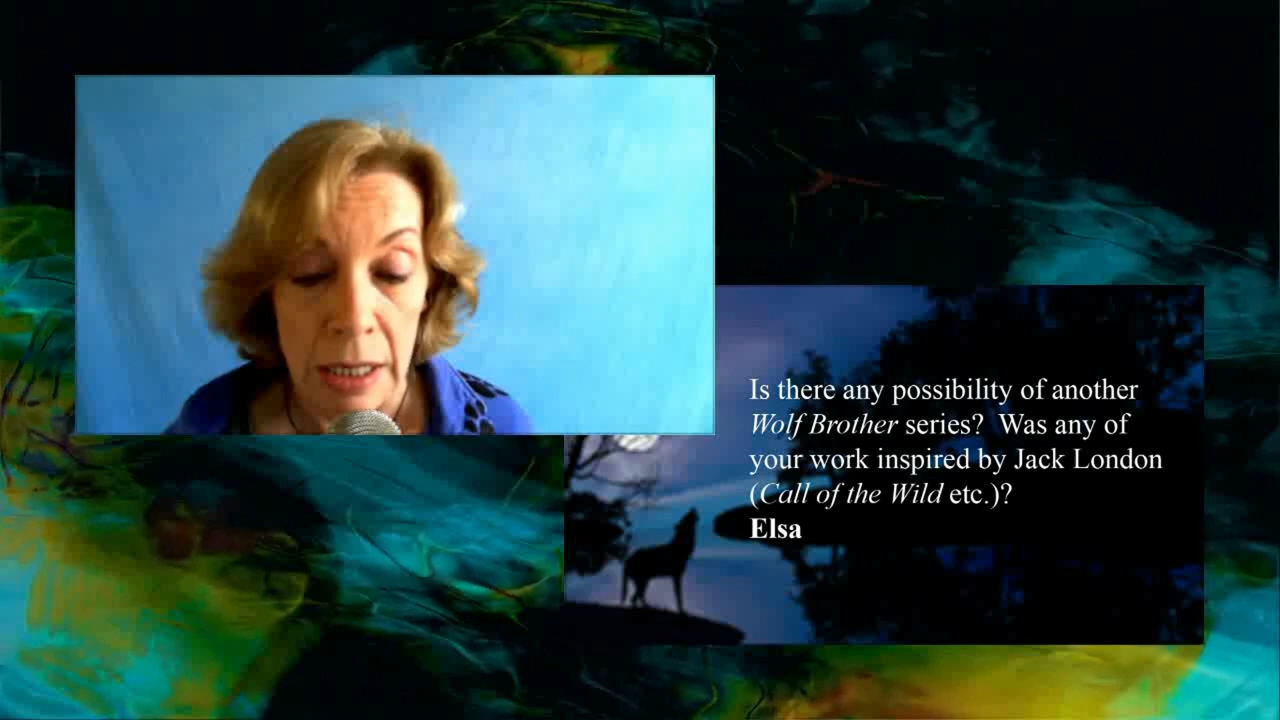 Is there any possibility of another
Wolf Brother series?  Was any of
your work inspired by Jack London
(Call of the Wild etc.)?
Elsa